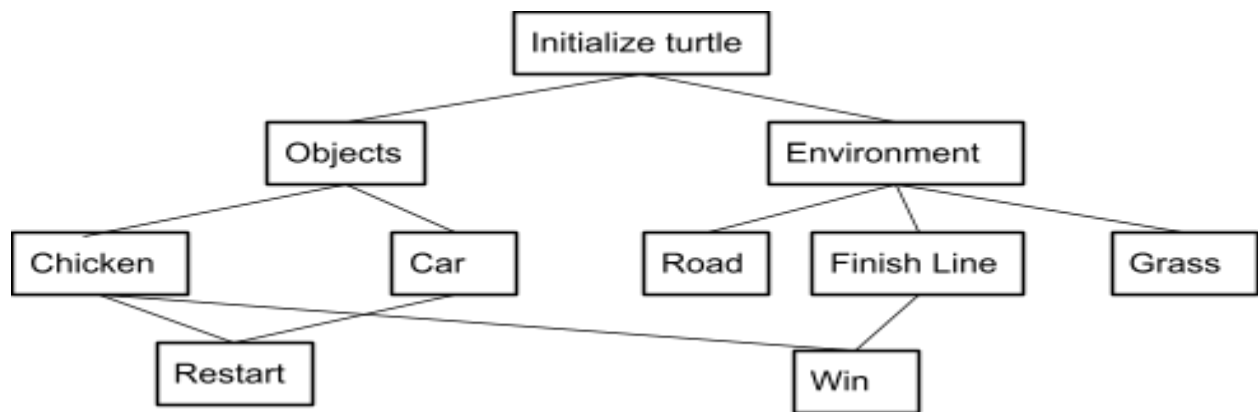 Initialize turtle
Objects
Environment
Chicken
Car
Road
Finish Line
Grass
Restart
Win